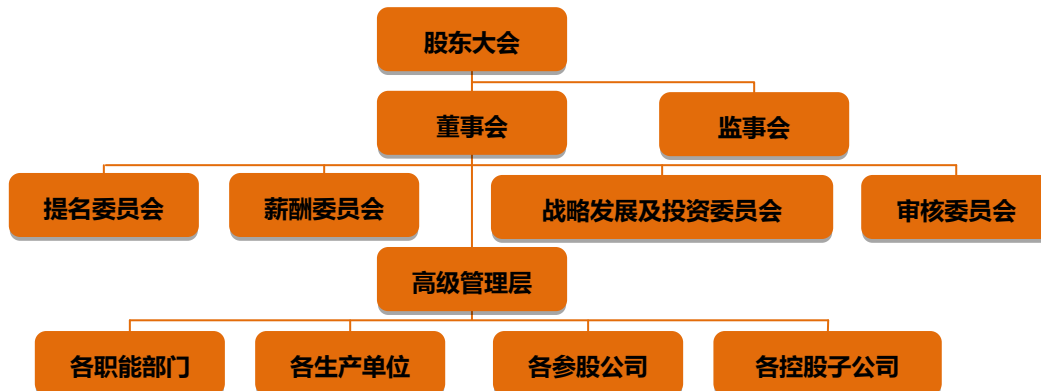 股东大会
董事会
监事会
提名委员会
薪酬委员会
战略发展及投资委员会
审核委员会
高级管理层
各职能部门
各生产单位
各参股公司
各控股子公司